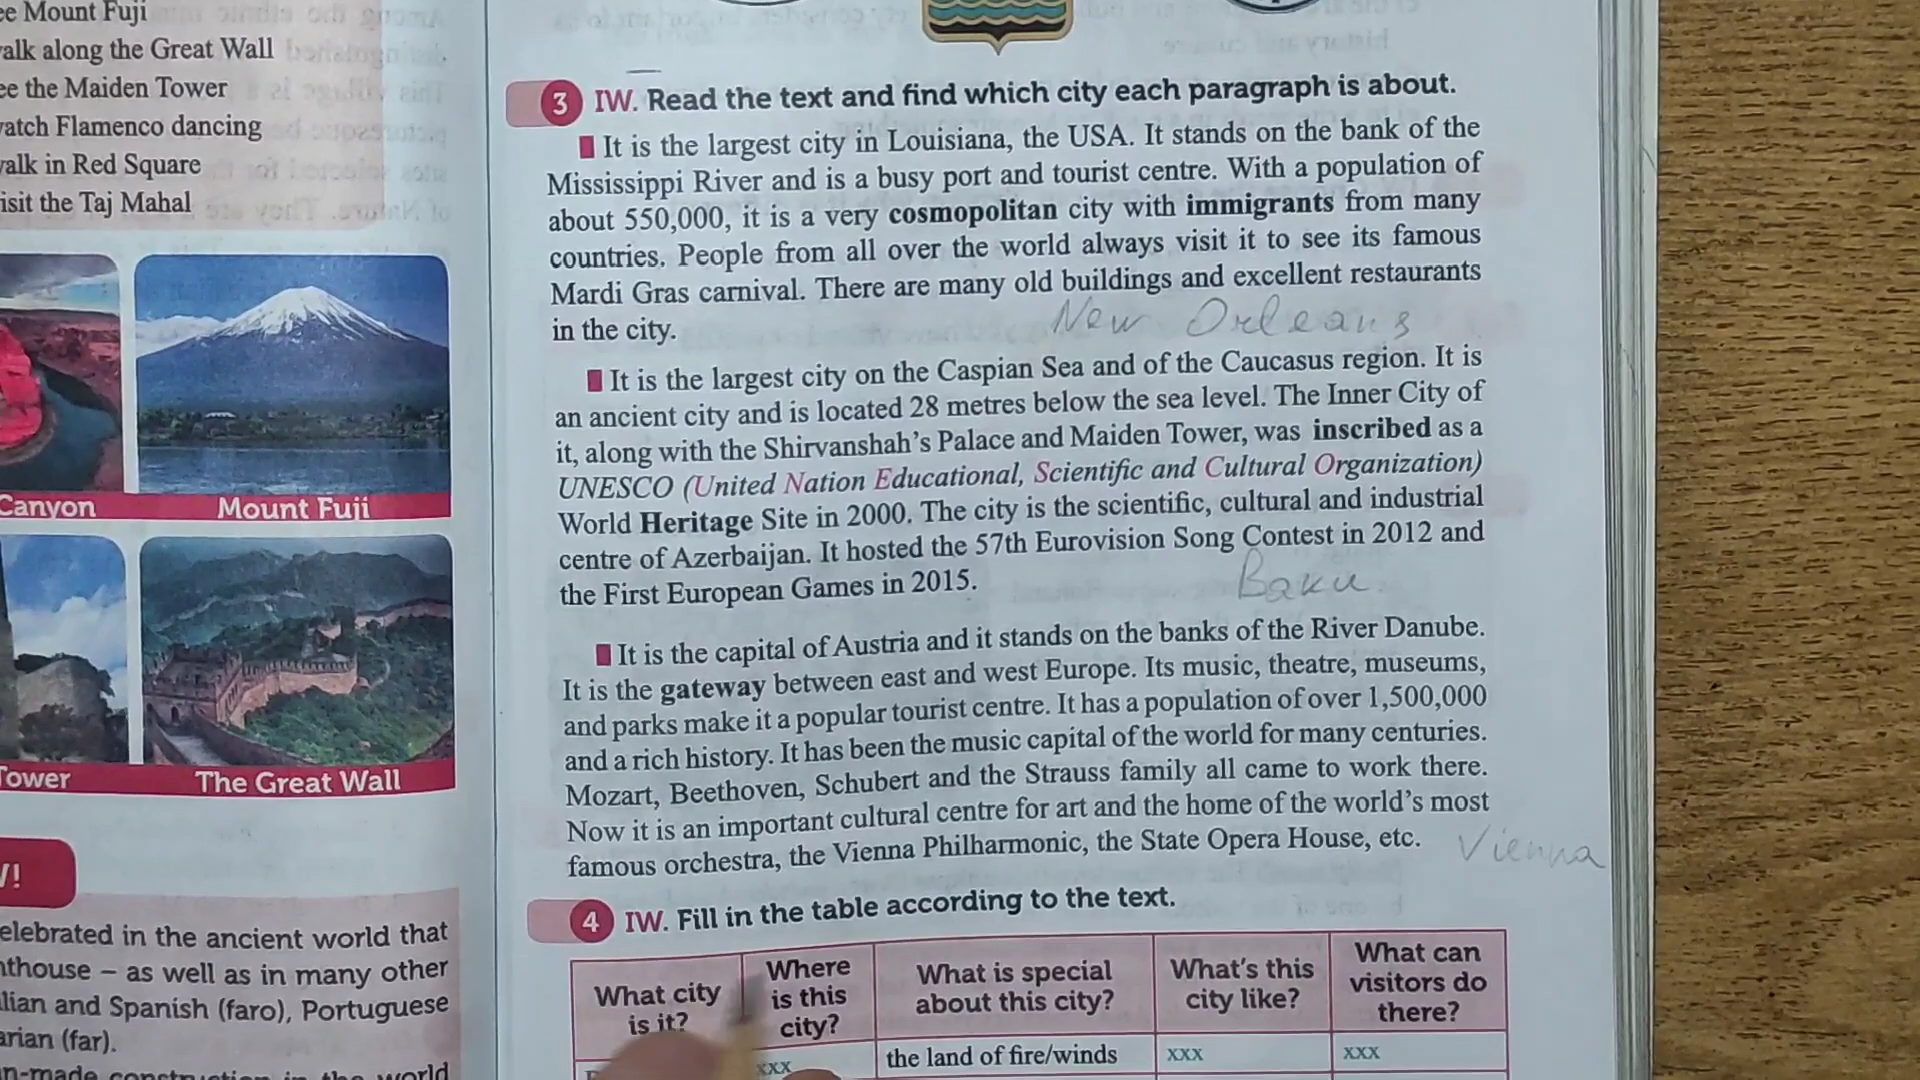 ee Mount Fuji
alk along the Great Wall
ee the Maiden Tower
atch Flamenco dancing
walk in Red Square
isit the Taj Mahal
Canyon
Mount Fuji
Tower
The Great Wall
W!
elebrated in the ancient world that
hthouse – as well as in many other
lian and Spanish (faro), Portuguese
arian (far).
n-made construction in the world
3 IW. Read the text and find which city each paragraph is about.
It is the largest city in Louisiana, the USA. It stands on the bank of the
Mississippi River and is a busy port and tourist centre. With a population of
about 550,000, it is a very cosmopolitan city with immigrants from many
countries. People from all over the world always visit it to see its famous
Mardi Gras carnival. There are many old buildings and excellent restaurants
in the city.
New Orleans
It is the largest city on the Caspian Sea and of the Caucasus region. It is
an ancient city and is located 28 metres below the sea level. The Inner City of
it, along with the Shirvanshah's Palace and Maiden Tower, was inscribed as a
UNESCO (United Nation Educational, Scientific and Cultural Organization)
World Heritage Site in 2000. The city is the scientific, cultural and industrial
centre of Azerbaijan. It hosted the 57th Eurovision Song Contest in 2012 and
the First European Games in 2015.
Baku
It is the capital of Austria and it stands on the banks of the River Danube.
It is the gateway between east and west Europe. Its music, theatre, museums,
and parks make it a popular tourist centre. It has a population of over 1,500,000
and a rich history. It has been the music capital of the world for many centuries.
Mozart, Beethoven, Schubert and the Strauss family all came to work there.
Now it is an important cultural centre for art and the home of the world's most
famous orchestra, the Vienna Philharmonic, the State Opera House, etc.
Vienna
4 IW. Fill in the table according to the text.
What city is it?
Where is this city?
What is special about this city?
What's this city like?
What can visitors do there?
xxx
the land of fire/winds
xxx
xxx